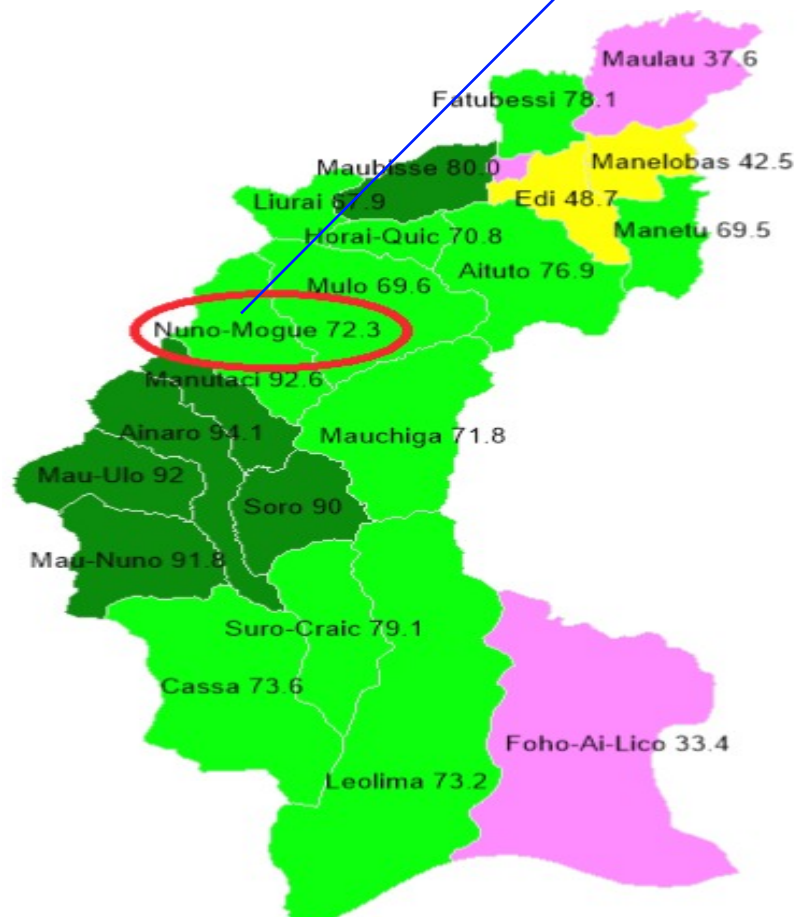 Maulau 37.6
Fatubessi 78.1
Manelobas 42.5
Maubisse 80.0
Edi 48.7
Liurai 67.9
Manetu 69.5
Horai-Quic 70.8
Aituto 76.9
Mulo 69.6
Nuno-Mogue 72.3
Manutaci 92.6
Ainaro 94.1
Mauchiga 71.8
Mau-Ulo 92
Soro 90
Mau-Nuno 91.8
Suro-Craic 79.1
Cassa 73.6
Foho-Ai-Lico 33.4
Leolima 73.2